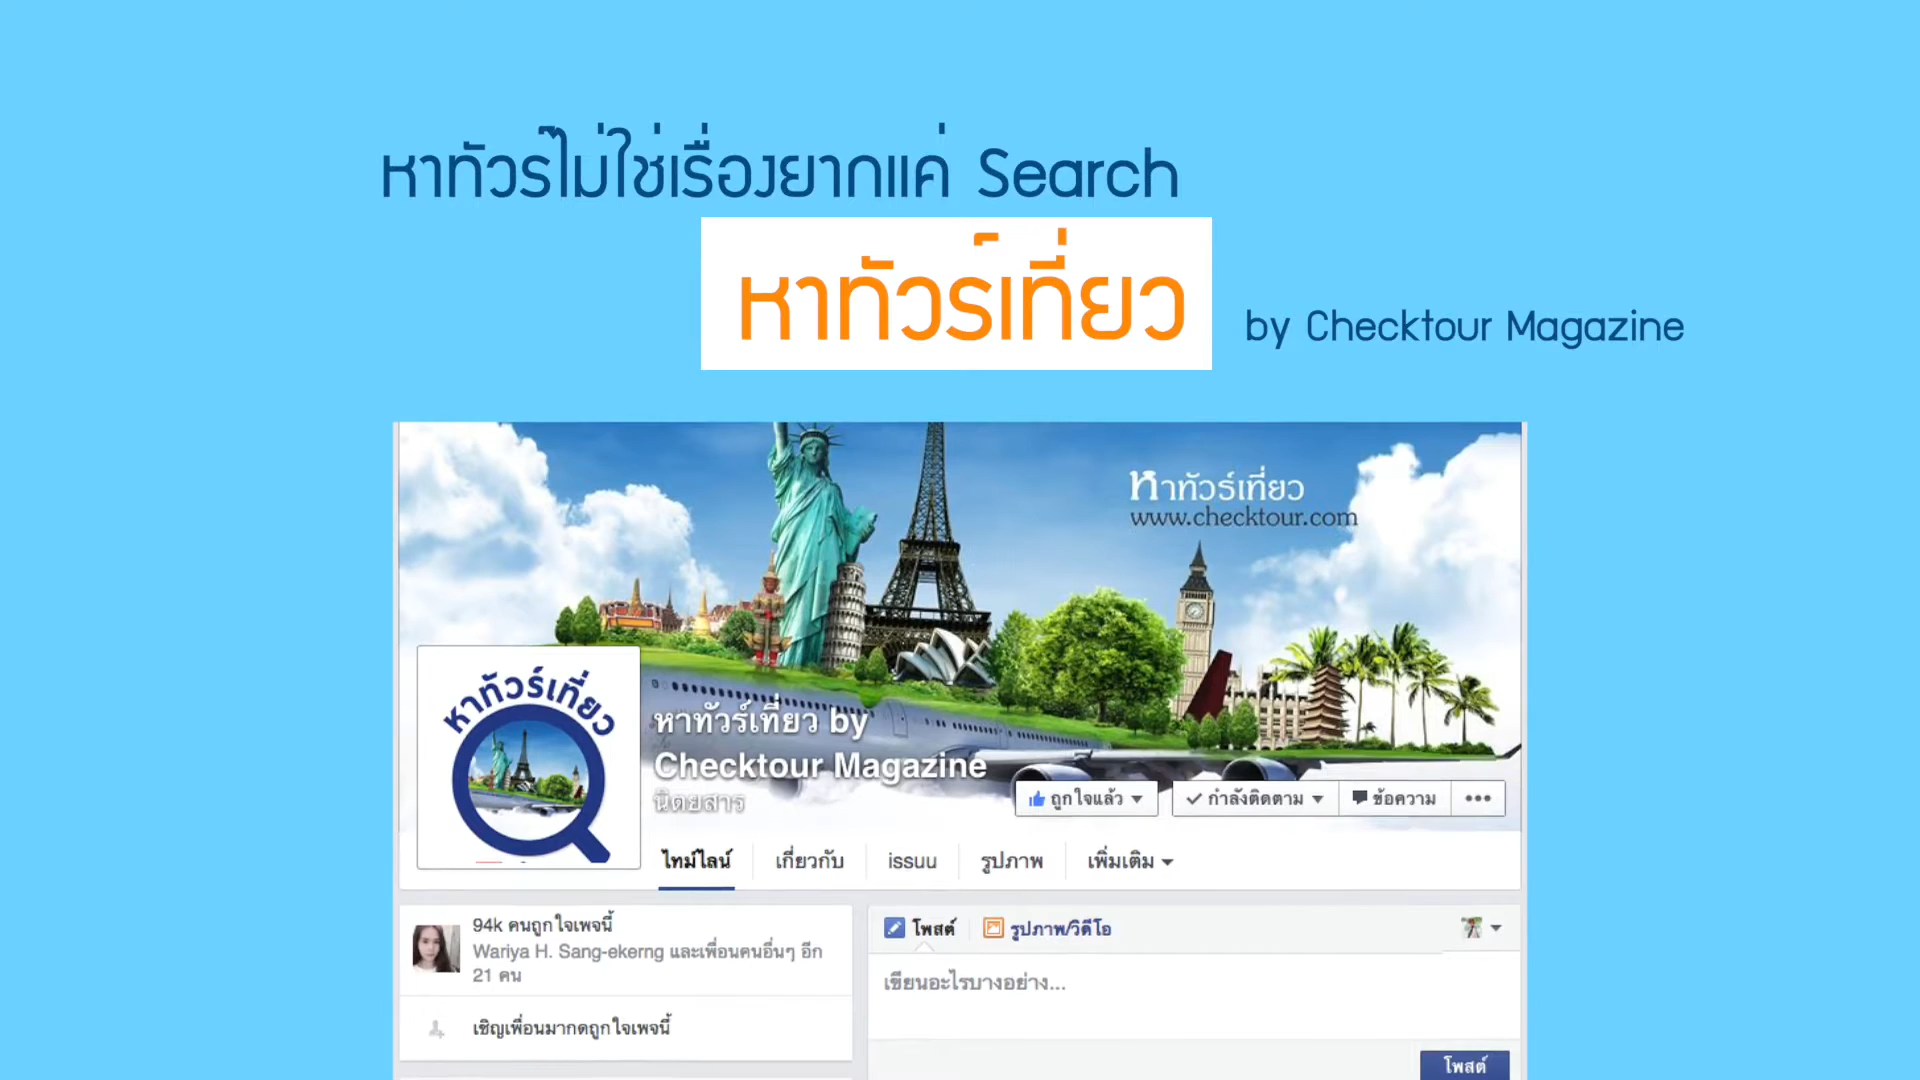 หาทัวร์ไม่ใช่เรื่องยากแค่ Search
หาทัวร์เที่ยว
by Checktour Magazine
หาทัวร์เที่ยว
www.checktour.com
หาทัวร์เที่ยว
หาทัวร์เที่ยว by
Checktour Magazine
นิตยสาร
ถูกใจแล้ว
กำลังติดตาม
ข้อความ
ไทม์ไลน์
เกี่ยวกับ
issuu
รูปภาพ
เพิ่มเติม
94k คนถูกใจเพจนี้
Wariya H. Sang-ekerng และเพื่อนคนอื่นๆ อีก
21 คน
เชิญเพื่อนมากดถูกใจเพจนี้
โพสต์
รูปภาพ/วิดีโอ
เขียนอะไรบางอย่าง...
โพสต์